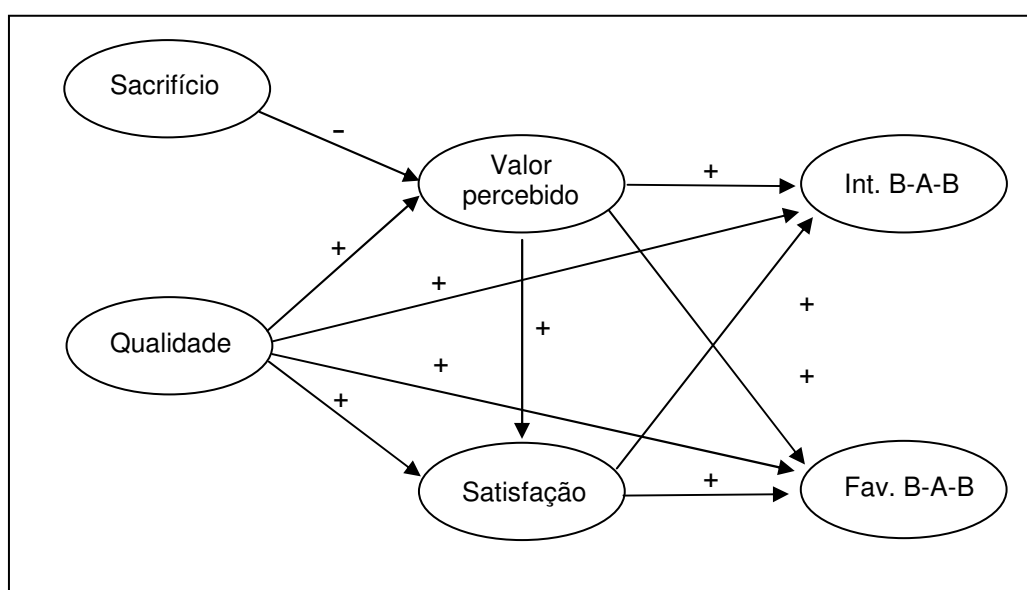 Sacrifício
-
Valor
percebido
+
Int. B-A-B
+
+
+
+
Qualidade
+
+
+
Satisfação
+
Fav. B-A-B